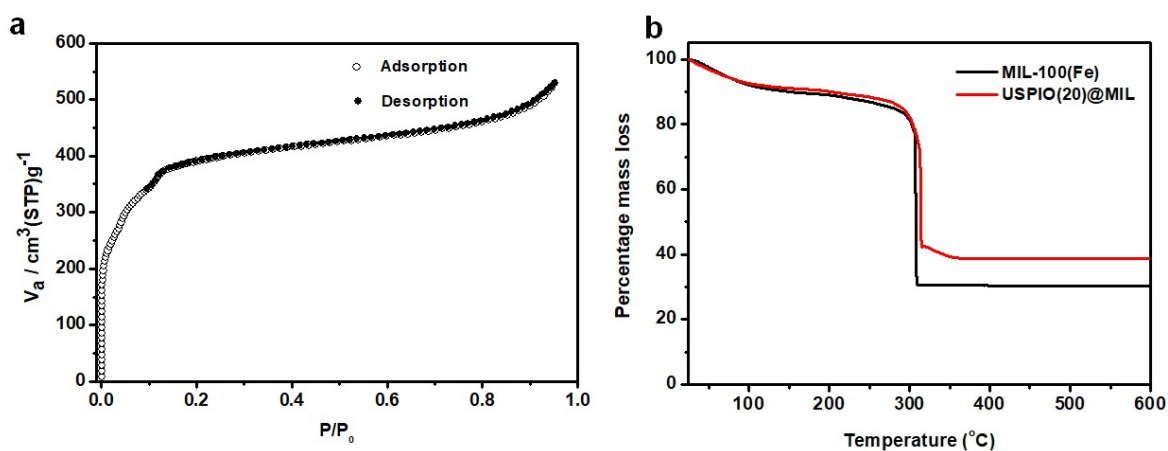 a
600
500
400
300
200
100
0
V_a / cm³(STP)g⁻¹
Adsorption
Desorption
0.0 0.2 0.4 0.6 0.8 1.0
P/P₀
b
100
80
60
40
20
0
Percentage mass loss
MIL-100(Fe)
USPIO(20)@MIL
100 200 300 400 500 600
Temperature (°C)